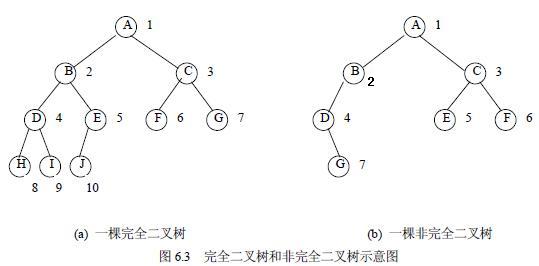 A 1 A 1
B 2 C 3 B 2 C 3
D 4 E 5 F 6 G 7 D 4 E 5 F 6
H I J G 7
8 9 10
(a) 一棵完全二叉树 (b) 一棵非完全二叉树
图 6.3 完全二叉树和非完全二叉树示意图